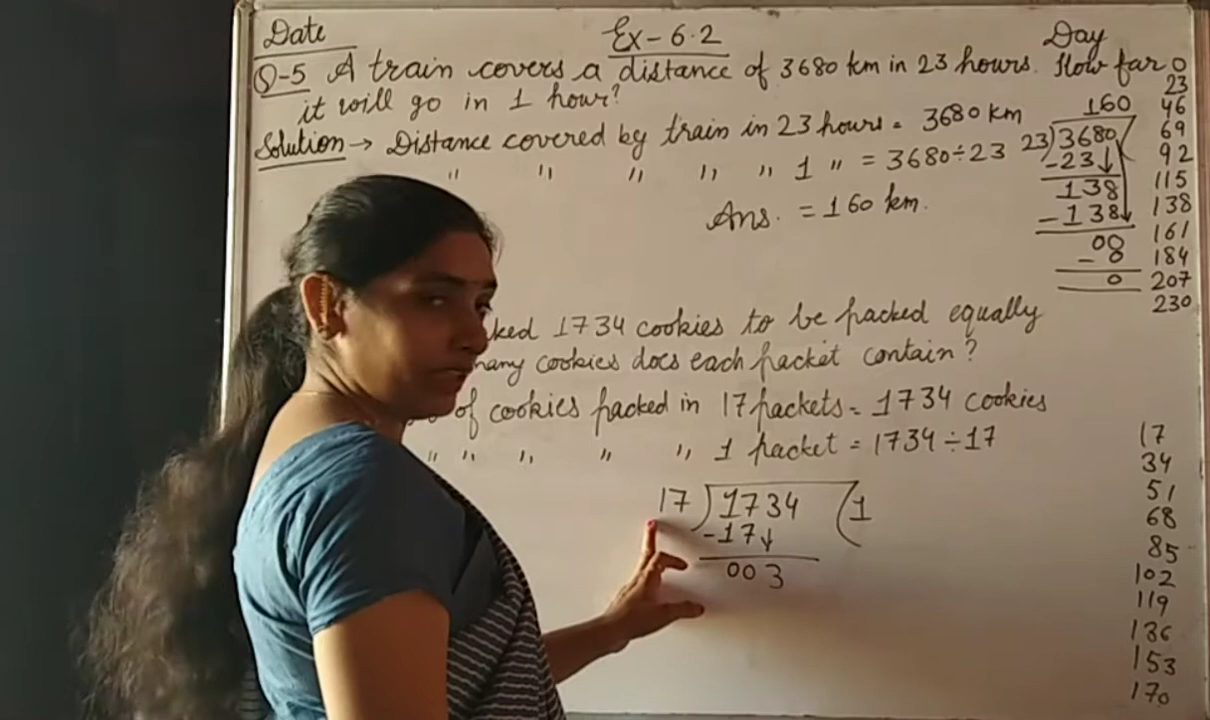 Date
Ex-6.2
Day
Q-5 A train covers a distance of 3680 km in 23 hours. How far
it will go in 1 hour?
Solution → Distance covered by train in 23 hours = 3680 km
" " " " " 1 " = 3680÷23
Ans. = 160 km.
160
23)3680
-23↓
138
-138↓
08
-8
0
0
23
46
69
92
115
138
161
184
207
230
ked 1734 cookies to be packed equally
many cookies does each packet contain?
of cookies packed in 17 packets = 1734 cookies
" " " " " 1 packet = 1734÷17
17)1734(1
-17↓
003
17
34
51
68
85
102
119
136
153
170